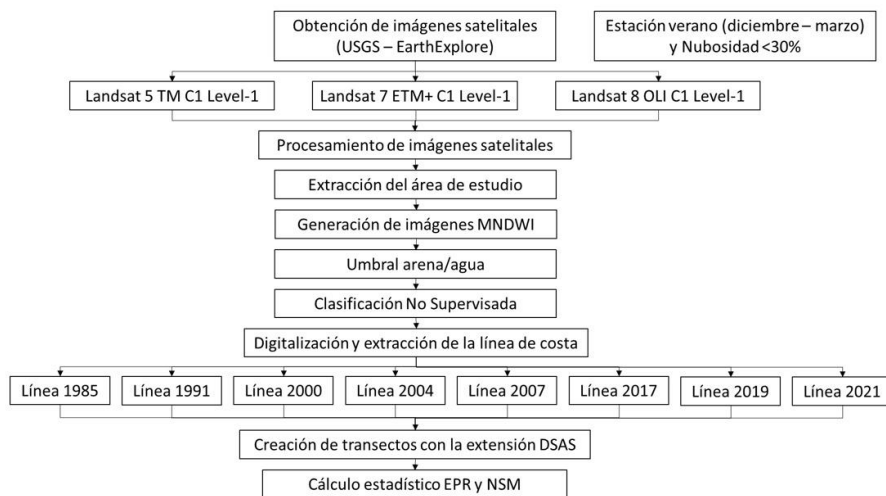 Obtención de imágenes satelitales
(USGS – EarthExplore)
Estación verano (diciembre – marzo)
y Nubosidad <30%
Landsat 5 TM C1 Level-1
Landsat 7 ETM+ C1 Level-1
Landsat 8 OLI C1 Level-1
Procesamiento de imágenes satelitales
Extracción del área de estudio
Generación de imágenes MNDWI
Umbral arena/agua
Clasificación No Supervisada
Digitalización y extracción de la línea de costa
Línea 1985
Línea 1991
Línea 2000
Línea 2004
Línea 2007
Línea 2017
Línea 2019
Línea 2021
Creación de transectos con la extensión DSAS
Cálculo estadístico EPR y NSM